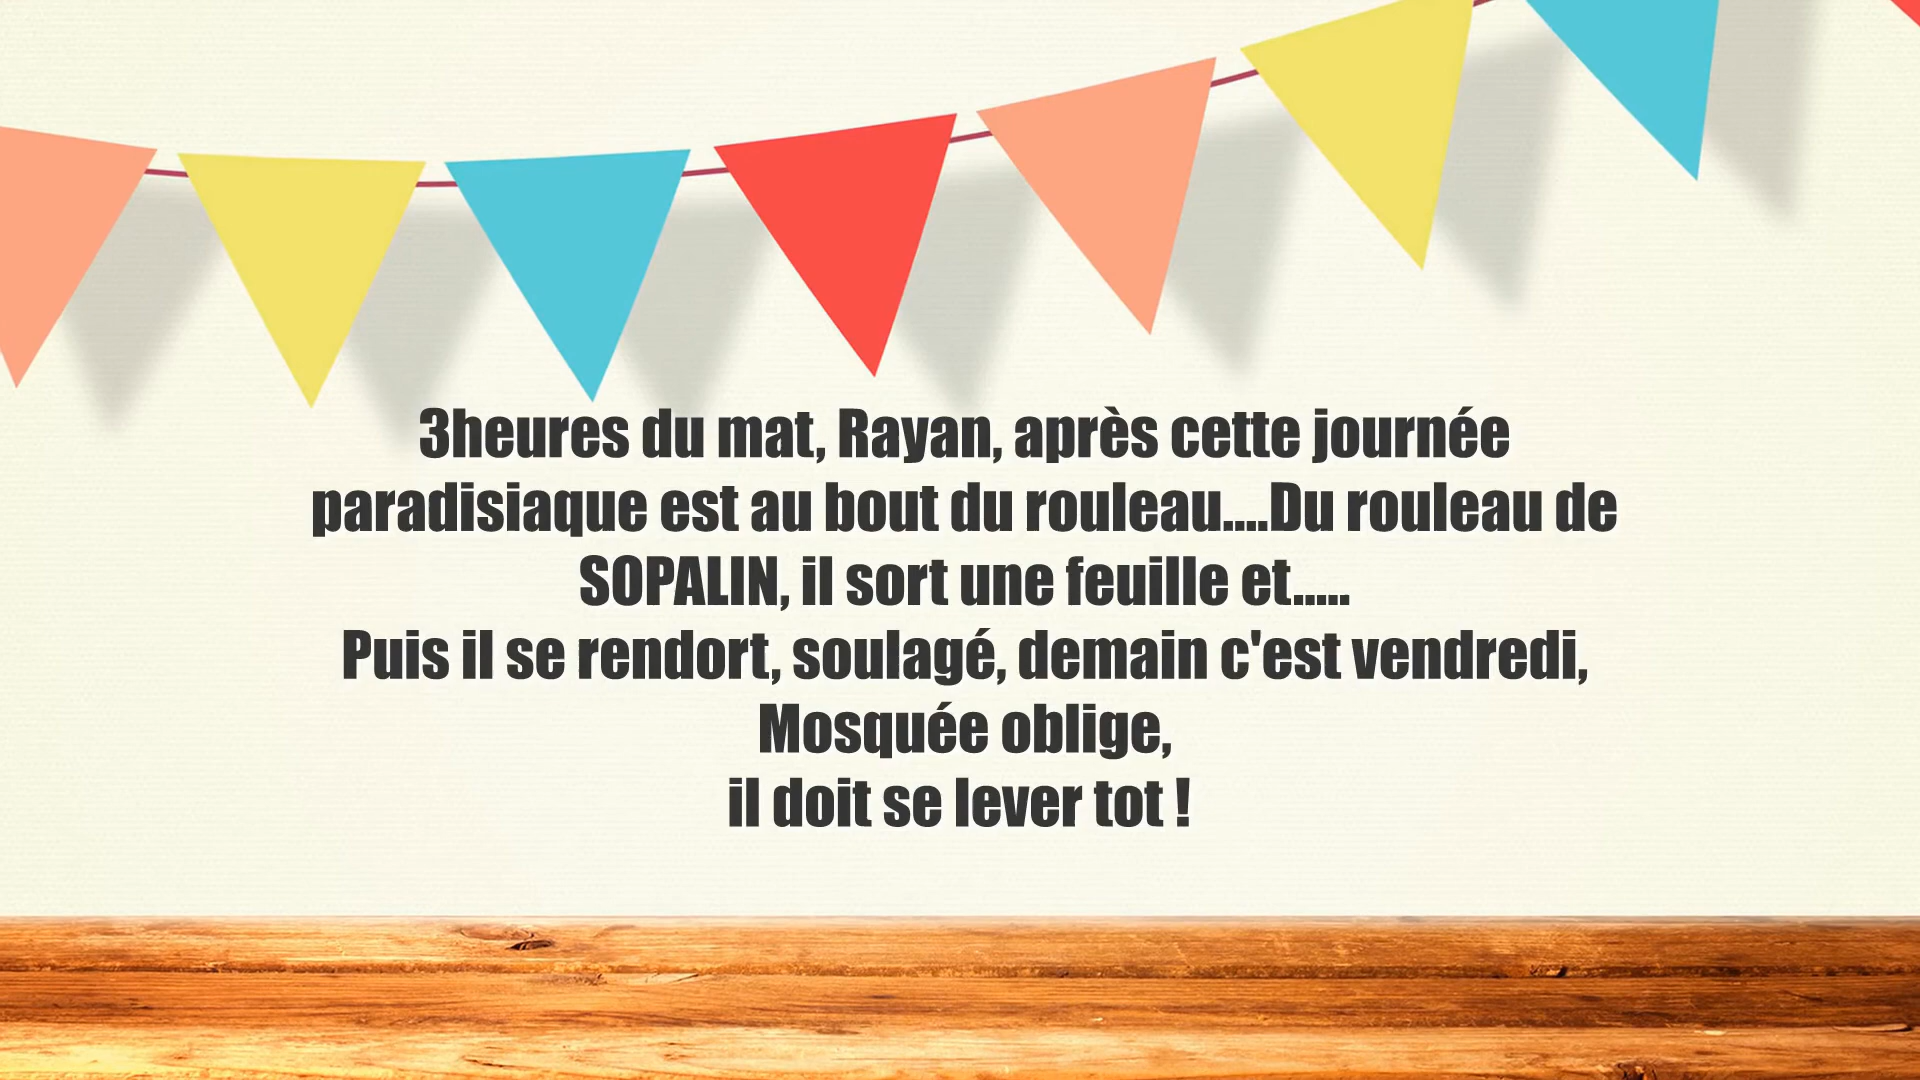 3heures du mat, Rayan, après cette journée
paradisiaque est au bout du rouleau....Du rouleau de
SOPALIN, il sort une feuille et.....
Puis il se rendort, soulagé, demain c'est vendredi,
Mosquée oblige,
il doit se lever tot !